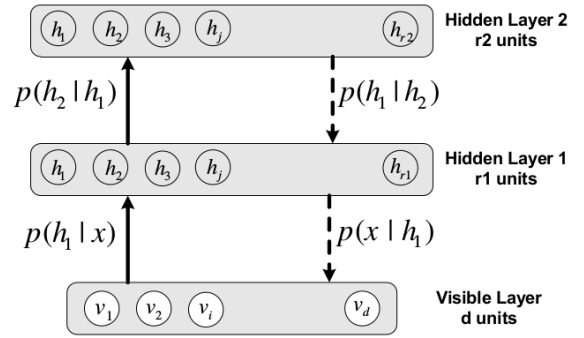 h1 h2 h3 hj hr2
Hidden Layer 2
r2 units
p(h2 | h1)
p(h1 | h2)
h1 h2 h3 hj hr1
Hidden Layer 1
r1 units
p(h1 | x)
p(x | h1)
v1 v2 vi vd
Visible Layer
d units